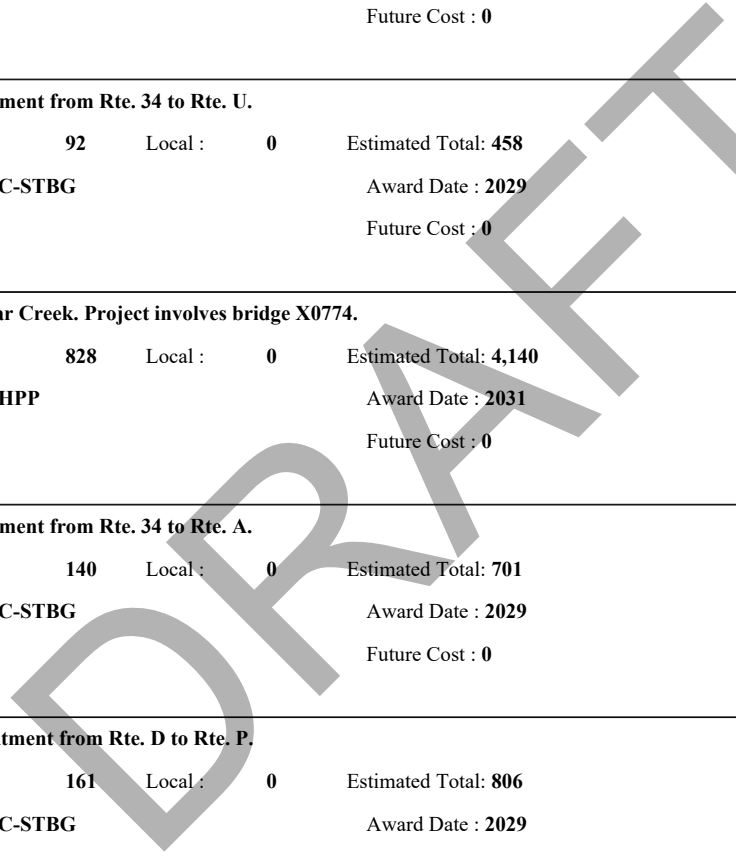 Future Cost : 0
ment from Rte. 34 to Rte. U.
92 Local : 0 Estimated Total: 458
C-STBG Award Date : 2029
Future Cost : 0
ar Creek. Project involves bridge X0774.
828 Local : 0 Estimated Total: 4,140
HPP Award Date : 2031
Future Cost : 0
ment from Rte. 34 to Rte. A.
140 Local : 0 Estimated Total: 701
C-STBG Award Date : 2029
Future Cost : 0
tment from Rte. D to Rte. P.
161 Local : 0 Estimated Total: 806
C-STBG Award Date : 2029
DRAFT